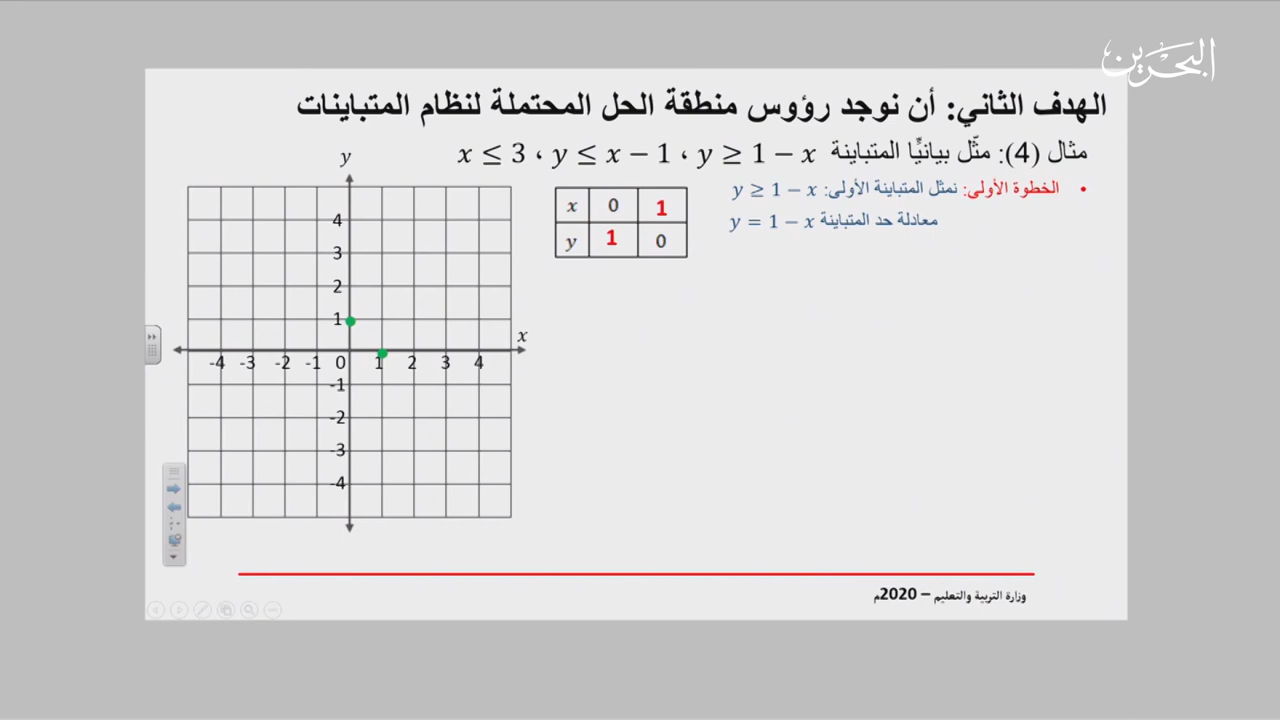 البحرين
الهدف الثاني: أن نوجد رؤوس منطقة الحل المحتملة لنظام المتباينات
مثال (4): مثّل بيانيًّا المتباينة y ≥ 1 − x ، y ≤ x − 1 ، x ≤ 3
• الخطوة الأولى: نمثل المتباينة الأولى: y ≥ 1 − x
معادلة حد المتباينة y = 1 − x
x 0 1
y 1 0
y
4
3
2
1
x
-4 -3 -2 -1 0 1 2 3 4
-1
-2
-3
-4
وزارة التربية والتعليم – 2020م